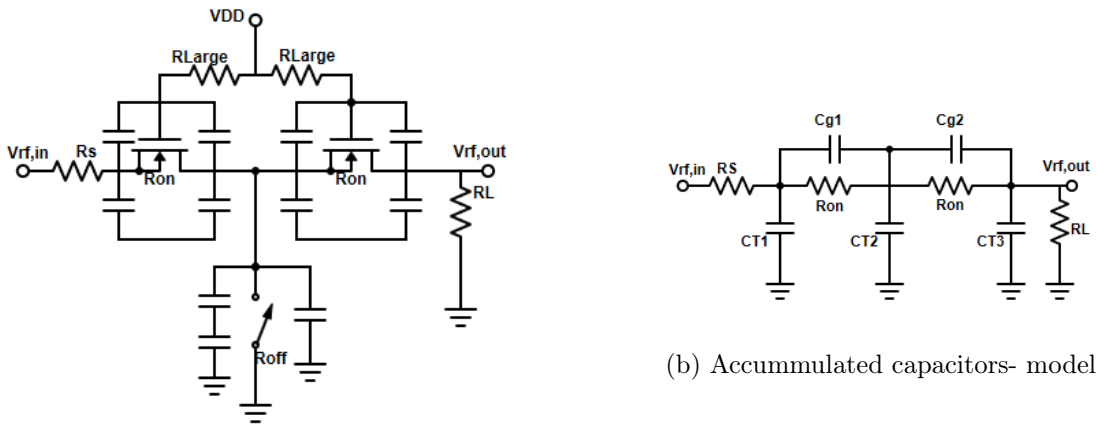 VDD
RLarge RLarge
Vrf,in Rs Ron Ron Vrf,out
RL
Roff
Cg1 Cg2
Vrf,in RS Ron Ron Vrf,out
CT1 CT2 CT3 RL
(b) Accummulated capacitors- model